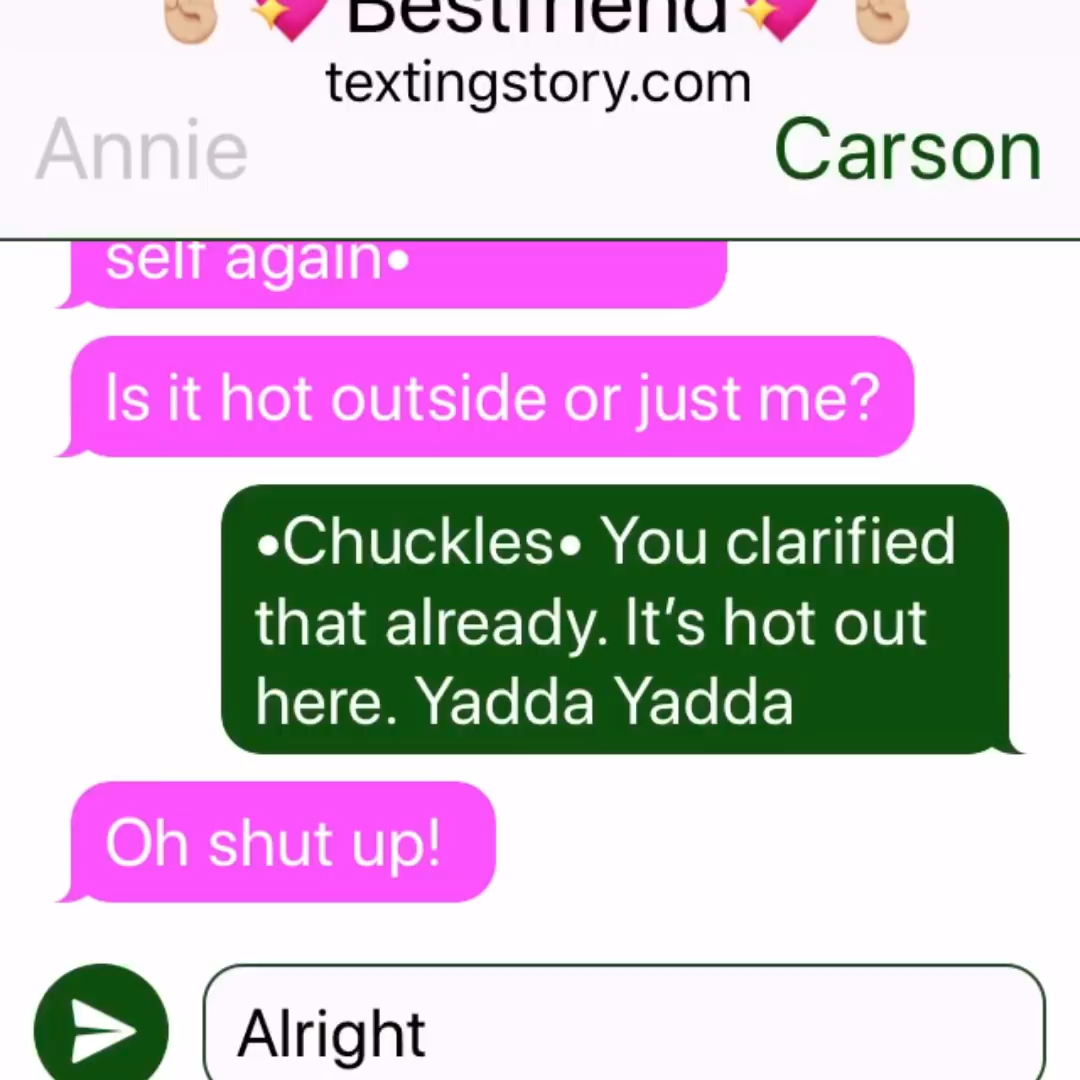 Bestfriend
textingstory.com
Annie
Carson
self again•
Is it hot outside or just me?
•Chuckles• You clarified
that already. It’s hot out
here. Yadda Yadda
Oh shut up!
Alright